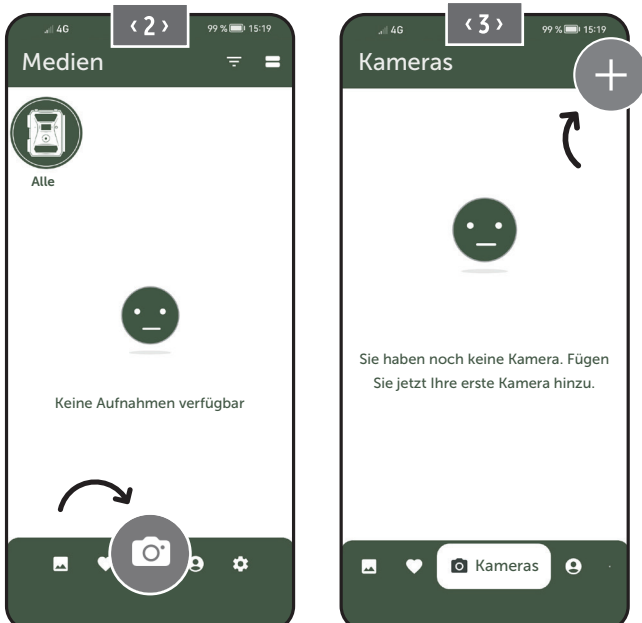 4G
‹2›
99 % 15:19
Medien
Alle
Keine Aufnahmen verfügbar
4G
‹3›
99 % 15:19
Kameras
Sie haben noch keine Kamera. Fügen
Sie jetzt Ihre erste Kamera hinzu.
Kameras